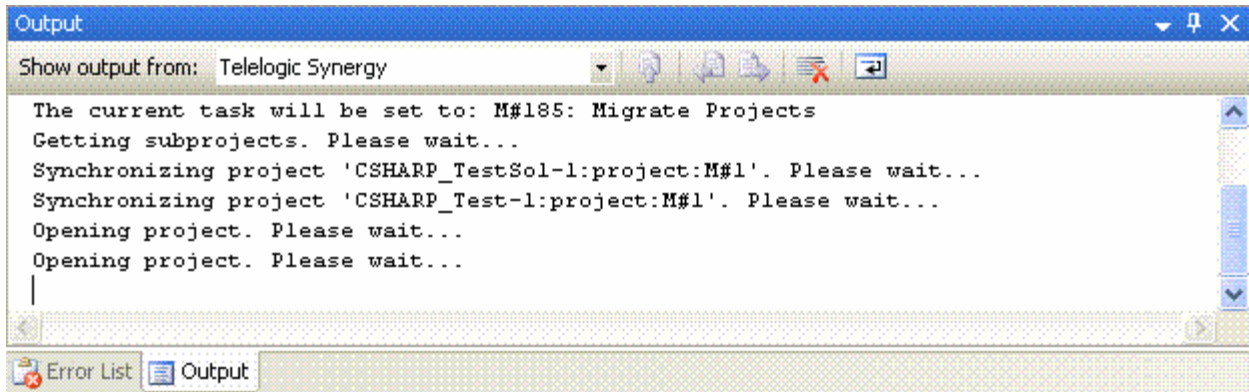 Output
Show output from: Telelogic Synergy
The current task will be set to: M#185: Migrate Projects
Getting subprojects. Please wait...
Synchronizing project 'CSHARP_TestSol-1:project:M#1'. Please wait...
Synchronizing project 'CSHARP_Test-1:project:M#1'. Please wait...
Opening project. Please wait...
Opening project. Please wait...
Error List Output